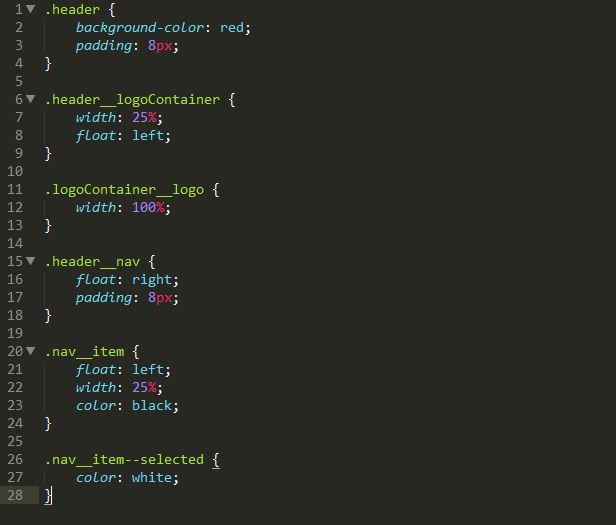 1 .header {
2     background-color: red;
3     padding: 8px;
4 }
5
6 .header__logoContainer {
7     width: 25%;
8     float: left;
9 }
10
11 .logoContainer__logo {
12     width: 100%;
13 }
14
15 .header__nav {
16     float: right;
17     padding: 8px;
18 }
19
20 .nav__item {
21     float: left;
22     width: 25%;
23     color: black;
24 }
25
26 .nav__item--selected {
27     color: white;
28 }